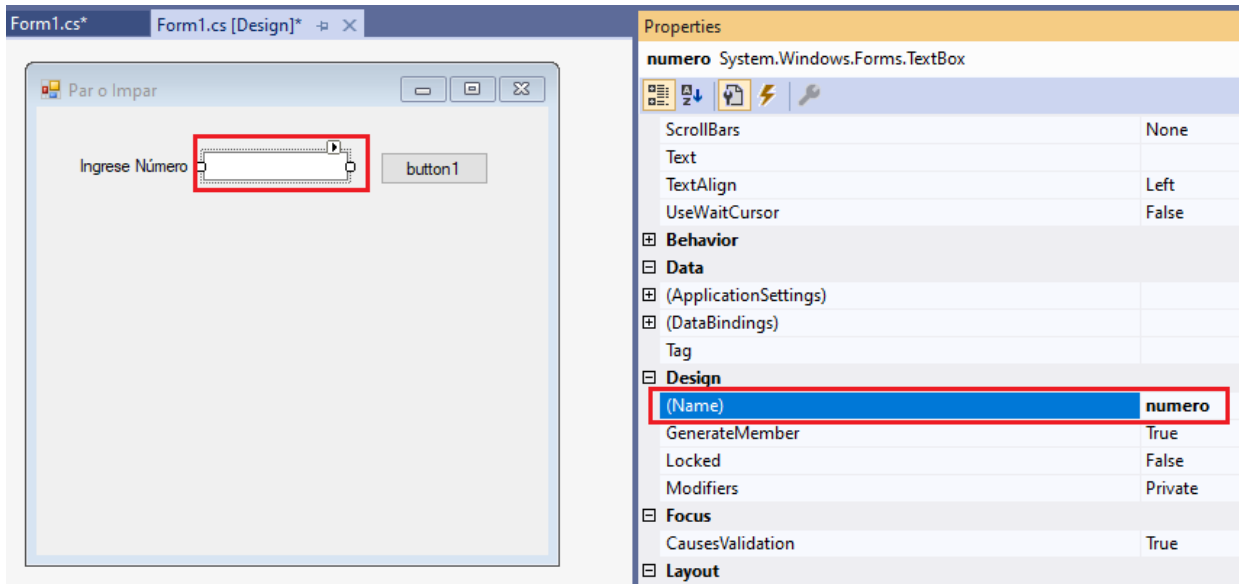 Form1.cs*
Form1.cs [Design]*
Par o Impar
Ingrese Número
button1
Properties
numero System.Windows.Forms.TextBox
ScrollBars None
Text
TextAlign Left
UseWaitCursor False
Behavior
Data
(ApplicationSettings)
(DataBindings)
Tag
Design
(Name) numero
GenerateMember True
Locked False
Modifiers Private
Focus
CausesValidation True
Layout